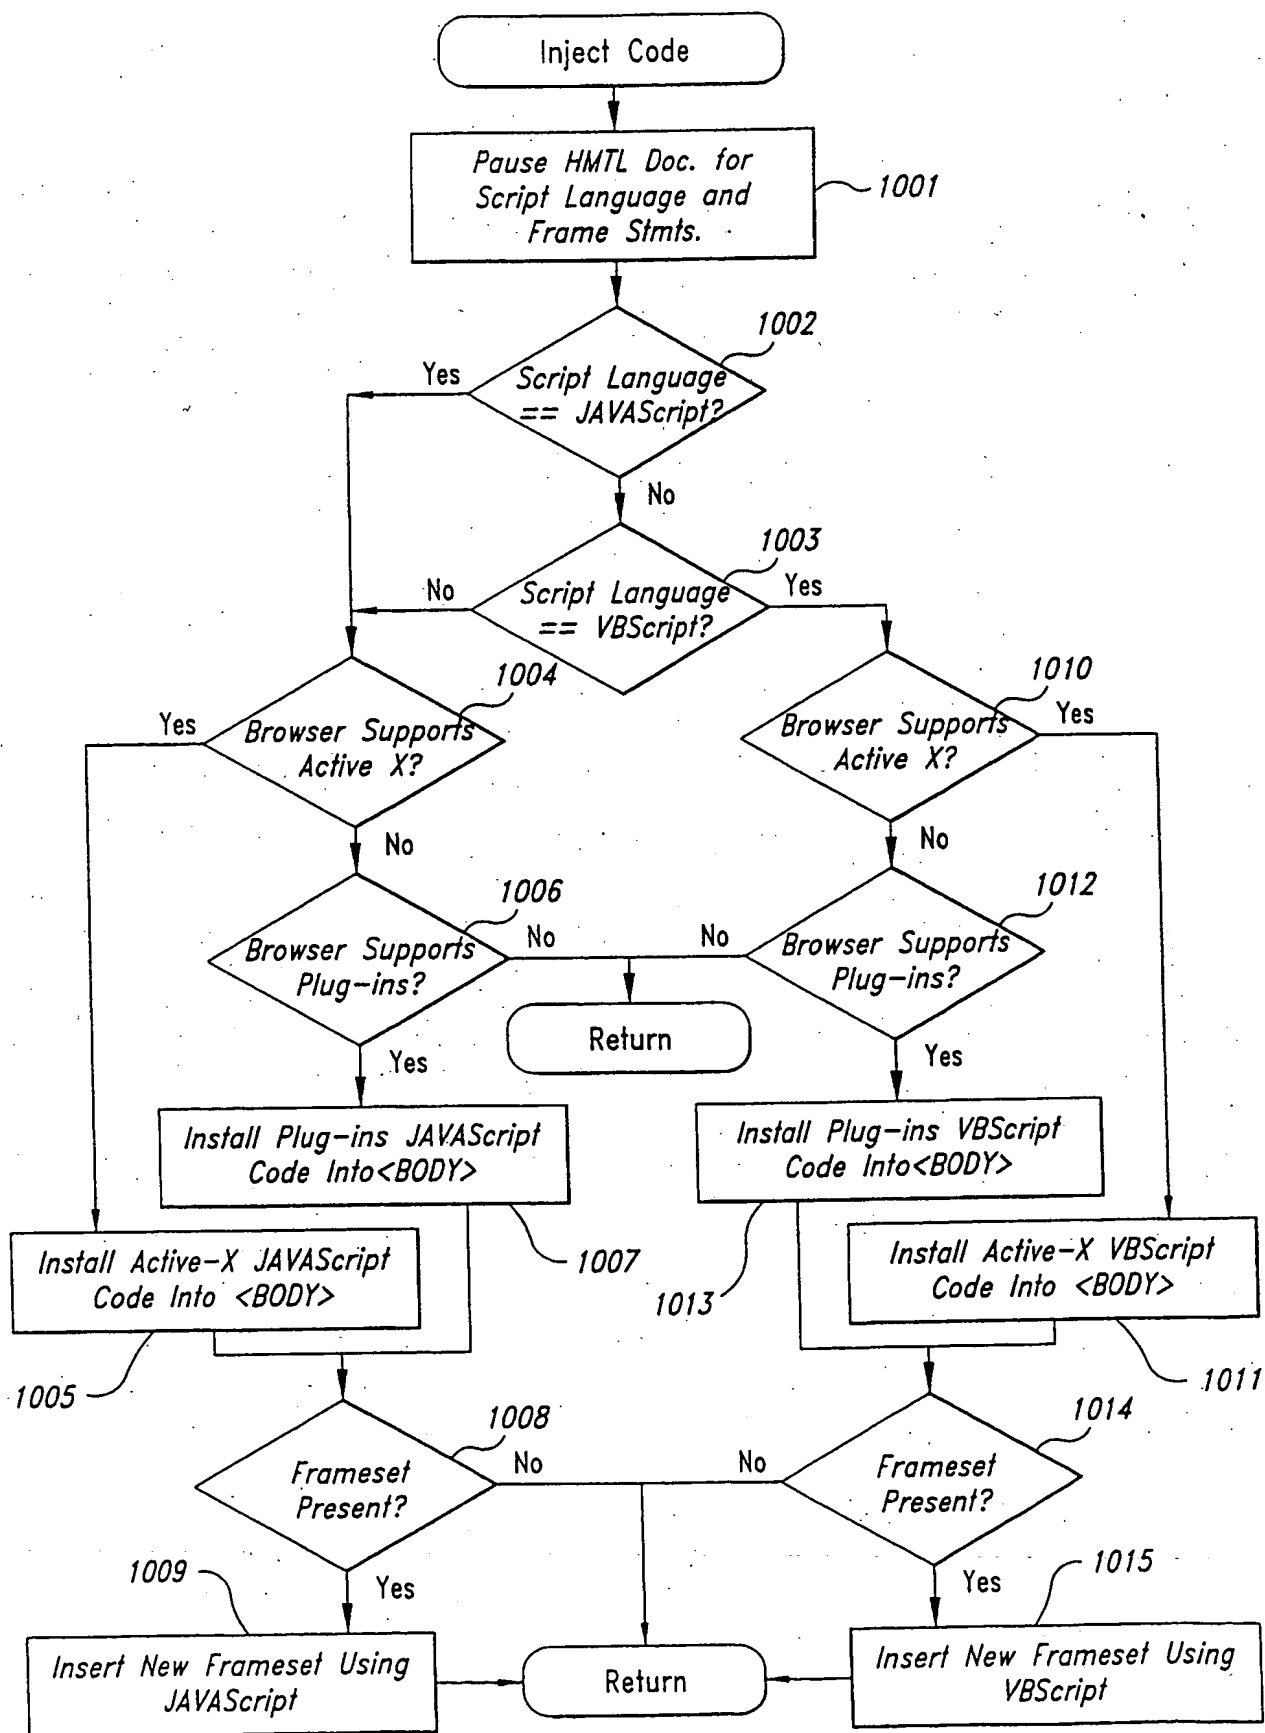 Inject Code
Pause HMTL Doc. for
Script Language and
Frame Stmts.
1001
1002
Script Language
== JAVAScript?
Yes
No
1003
Script Language
== VBScript?
No
Yes
1004
Browser Supports
Active X?
Yes
No
1010
Browser Supports
Active X?
Yes
No
1006
Browser Supports
Plug-ins?
No
Yes
1012
Browser Supports
Plug-ins?
No
Yes
Return
Install Plug-ins JAVAScript
Code Into<BODY>
1007
Install Plug-ins VBScript
Code Into<BODY>
1013
Install Active-X JAVAScript
Code Into <BODY>
1005
Install Active-X VBScript
Code Into <BODY>
1011
1008
Frameset
Present?
No
Yes
1014
Frameset
Present?
No
Yes
1009
Insert New Frameset Using
JAVAScript
Return
1015
Insert New Frameset Using
VBScript